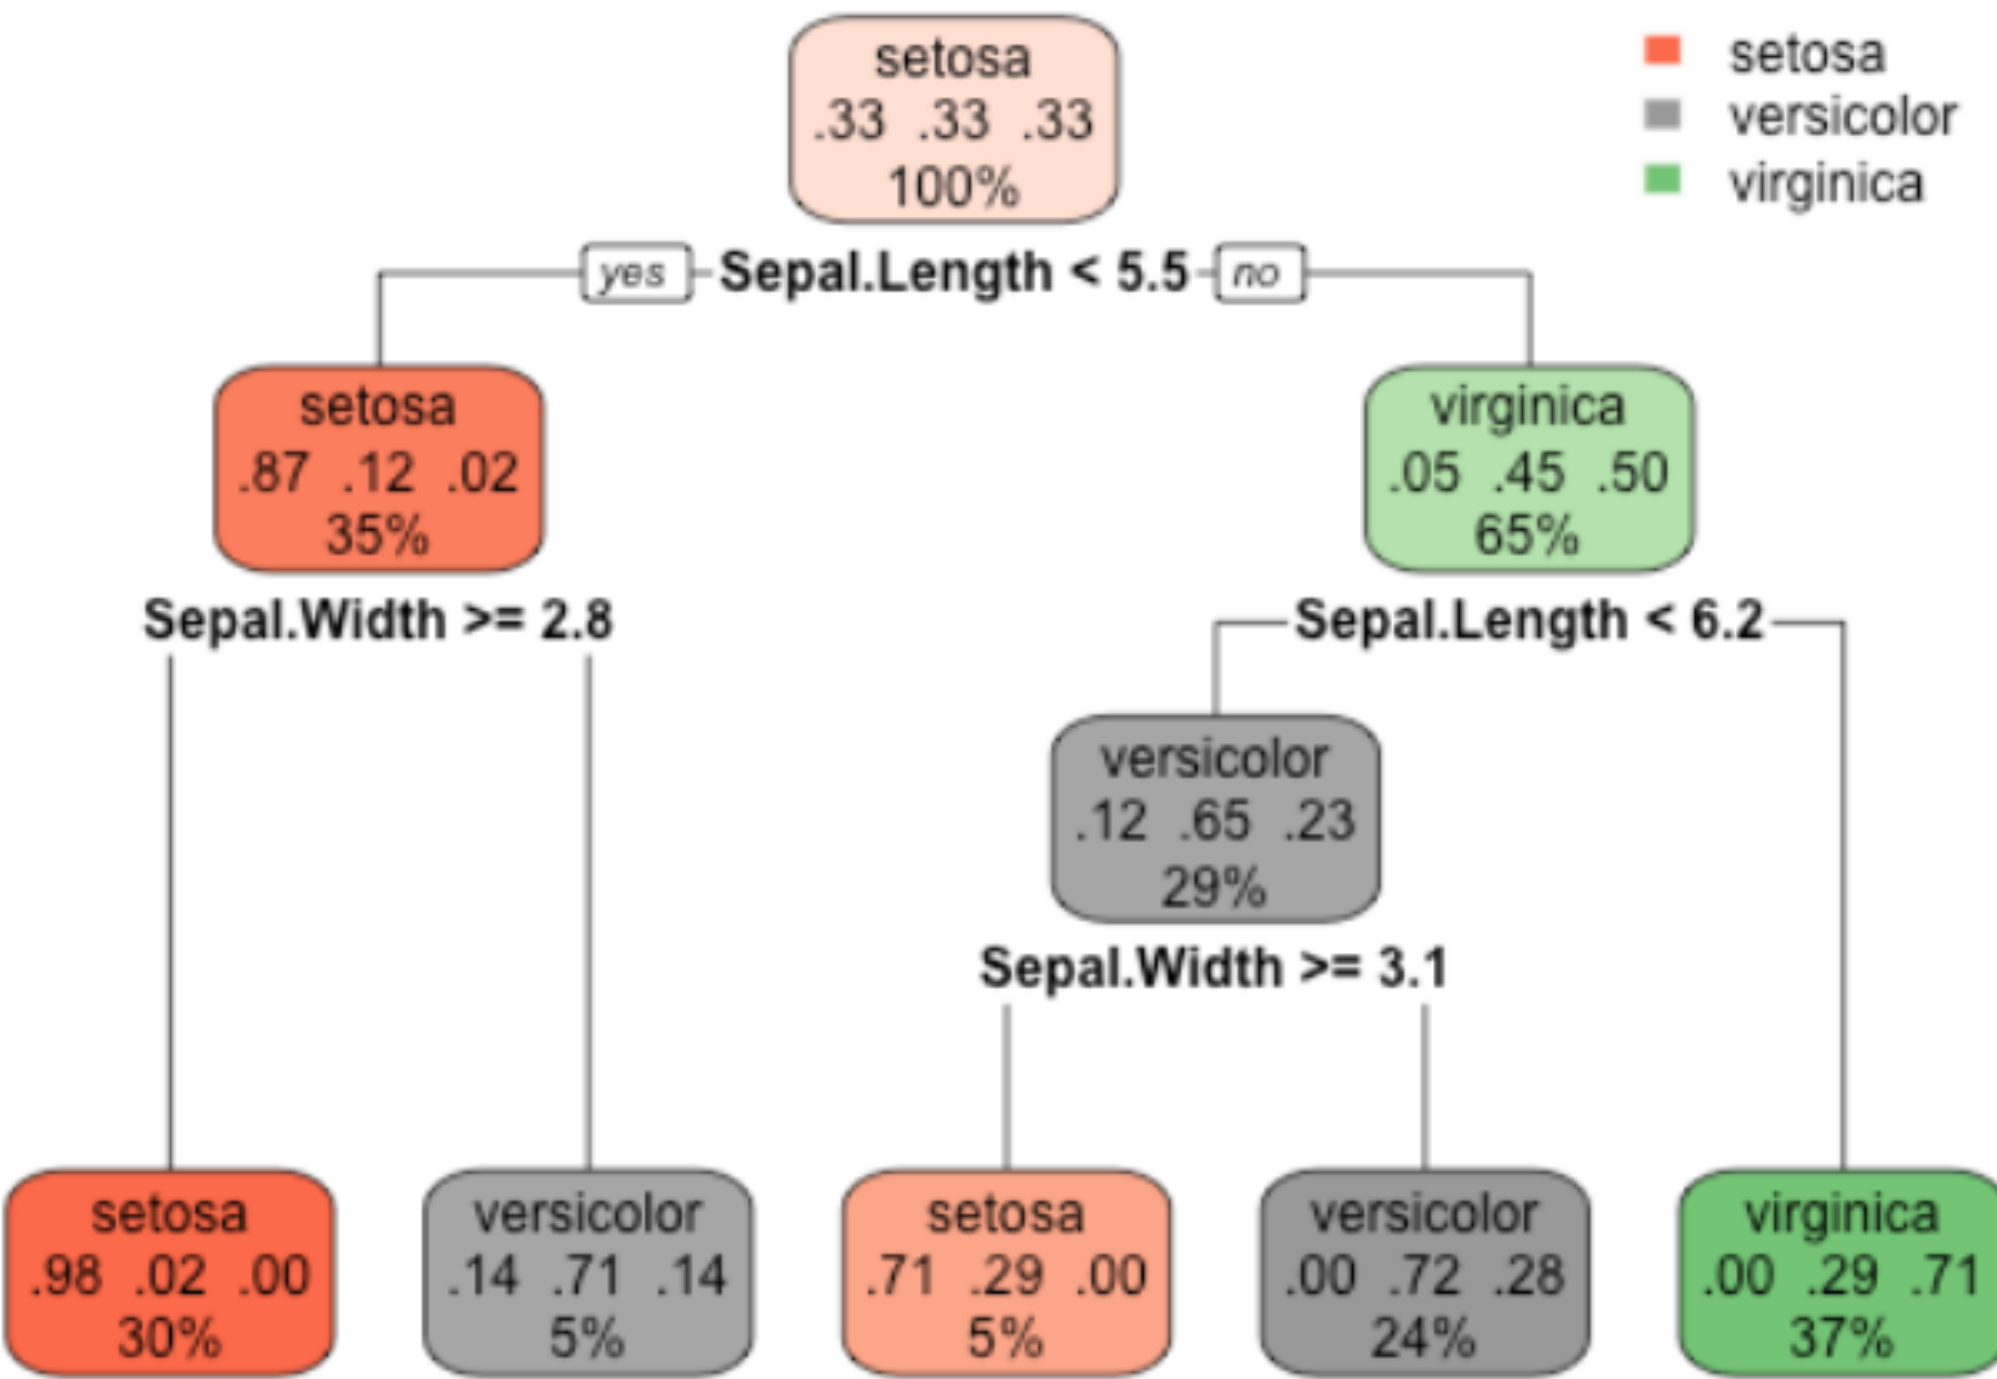 setosa
.33 .33 .33
100%
setosa
versicolor
virginica
yes Sepal.Length < 5.5 no
setosa
.87 .12 .02
35%
virginica
.05 .45 .50
65%
Sepal.Width >= 2.8
Sepal.Length < 6.2
versicolor
.12 .65 .23
29%
Sepal.Width >= 3.1
setosa
.98 .02 .00
30%
versicolor
.14 .71 .14
5%
setosa
.71 .29 .00
5%
versicolor
.00 .72 .28
24%
virginica
.00 .29 .71
37%